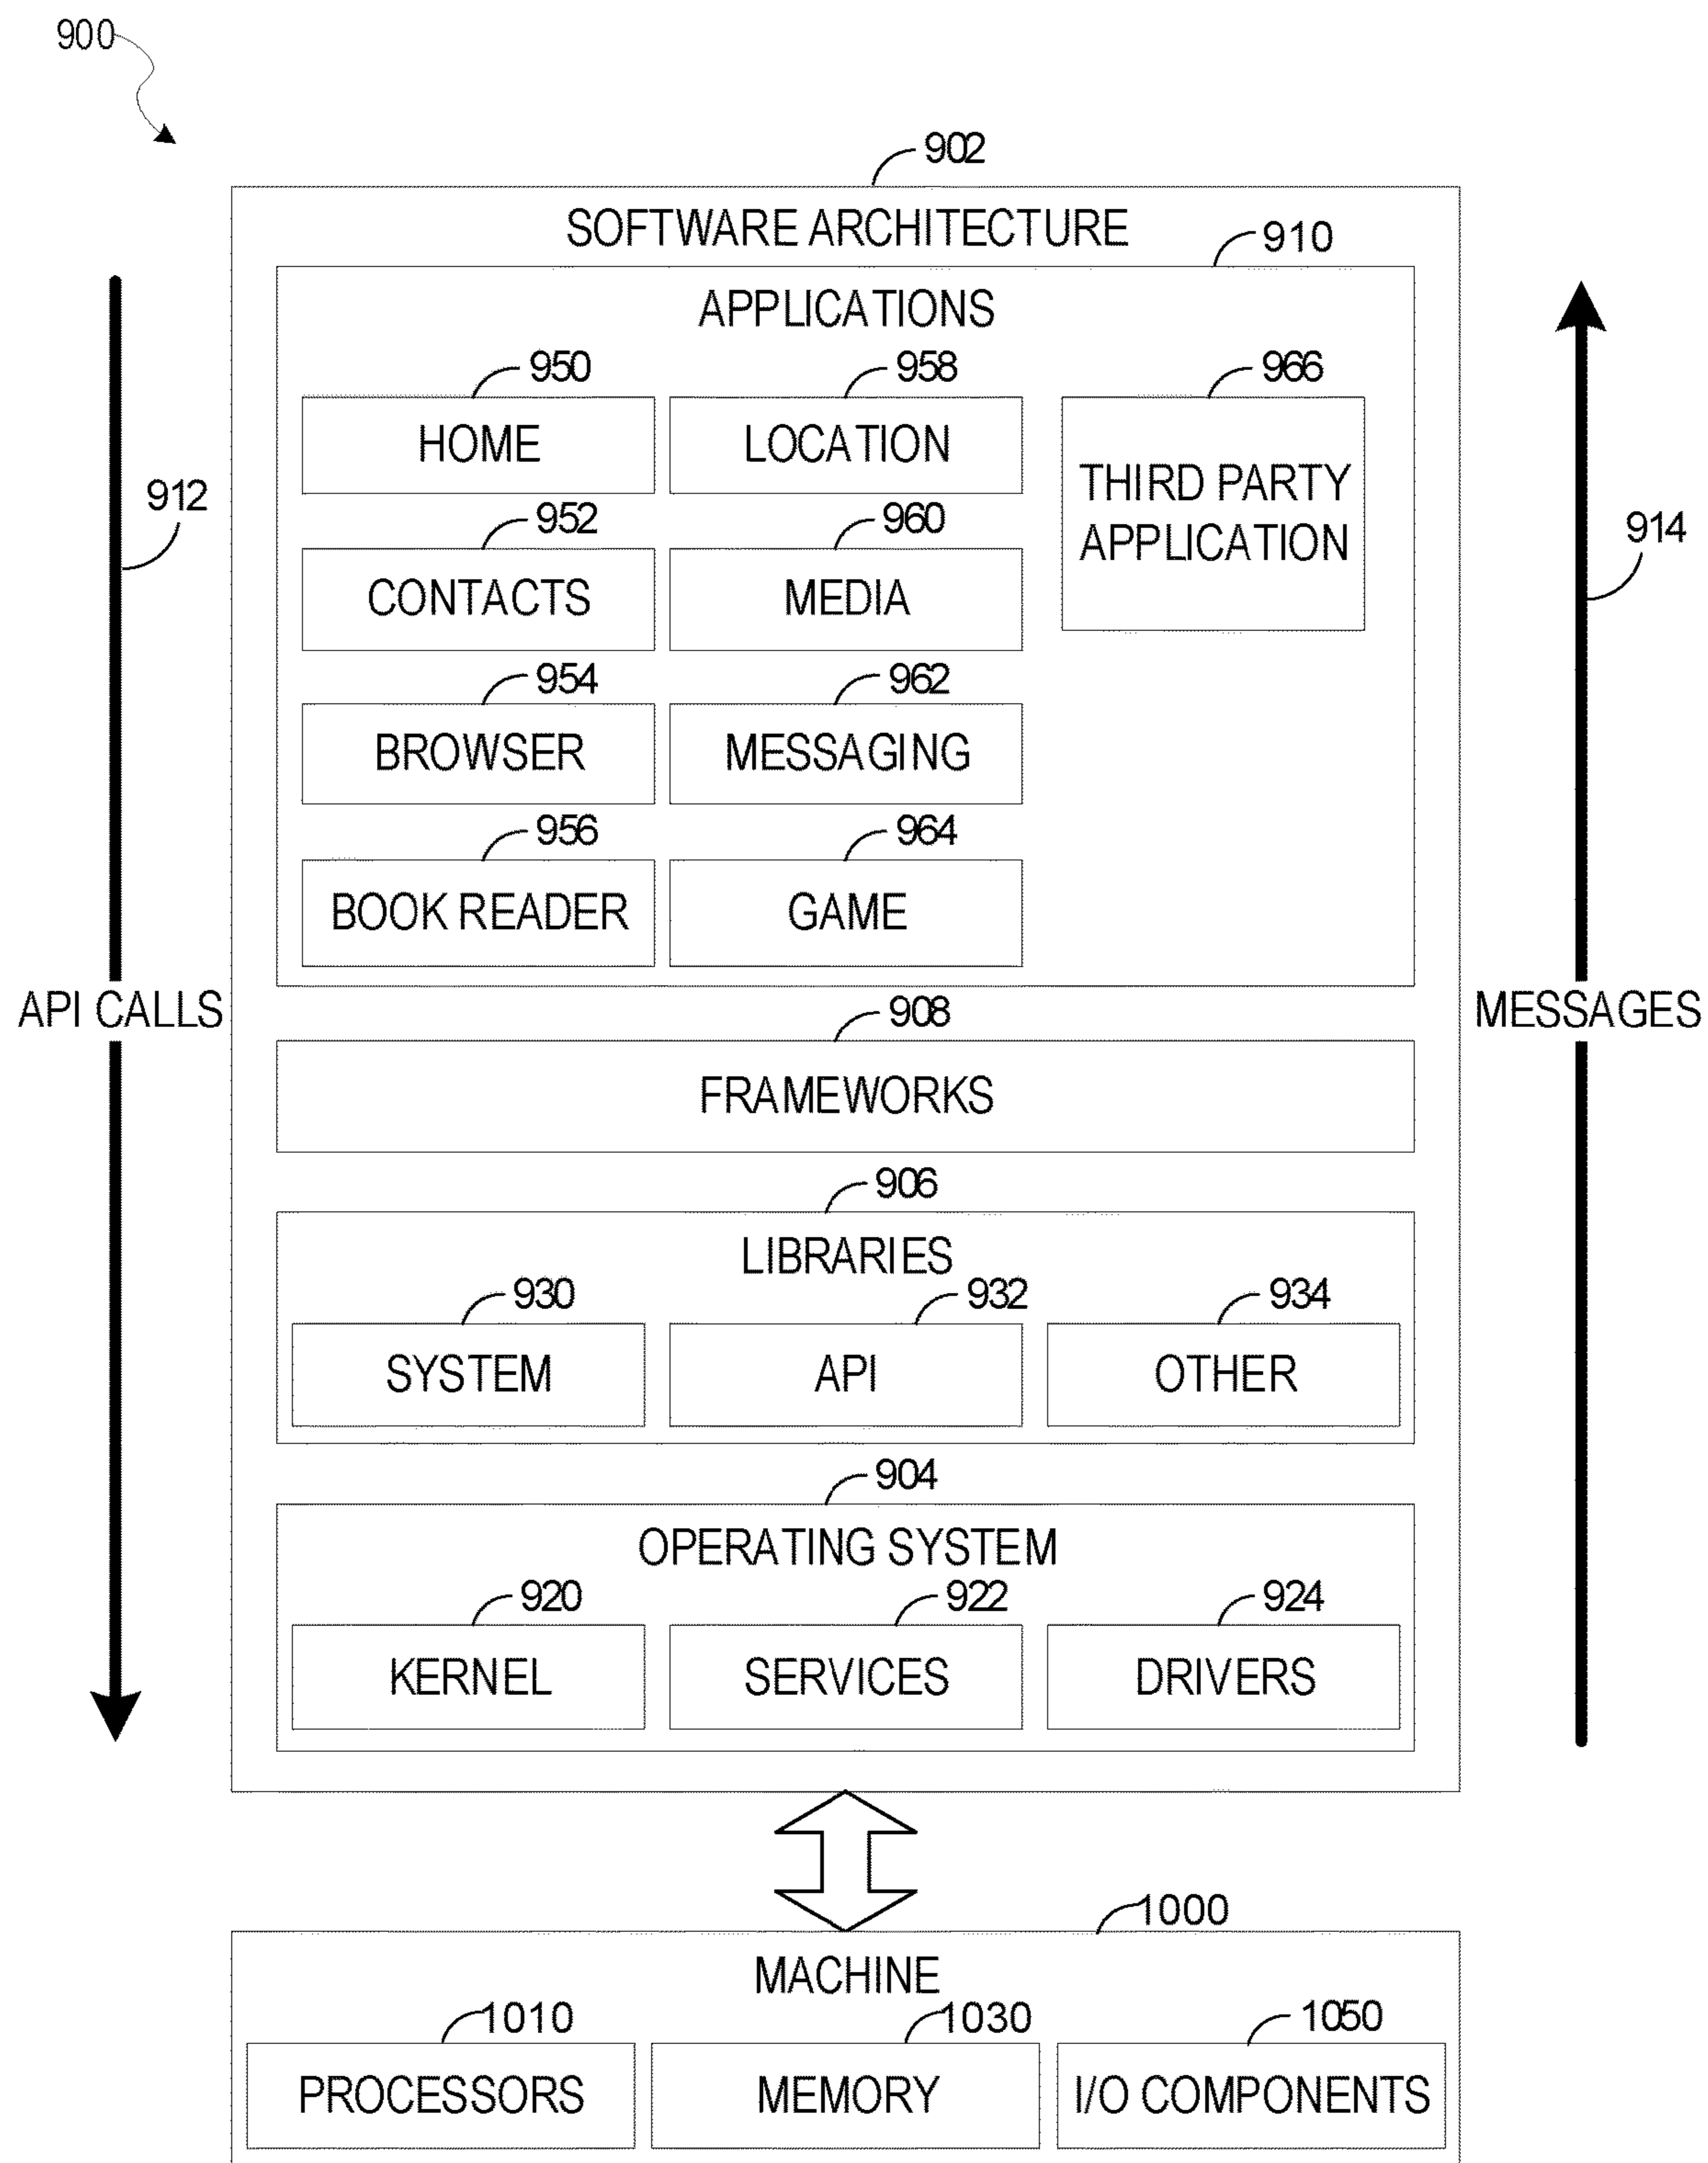 900
902
SOFTWARE ARCHITECTURE
910
APPLICATIONS
950
958
966
HOME
LOCATION
THIRD PARTY
APPLICATION
912
952
960
914
CONTACTS
MEDIA
954
962
BROWSER
MESSAGING
956
964
BOOK READER
GAME
API CALLS
908
MESSAGES
FRAMEWORKS
906
LIBRARIES
930
932
934
SYSTEM
API
OTHER
904
OPERATING SYSTEM
920
922
924
KERNEL
SERVICES
DRIVERS
1000
MACHINE
1010
1030
1050
PROCESSORS
MEMORY
I/O COMPONENTS